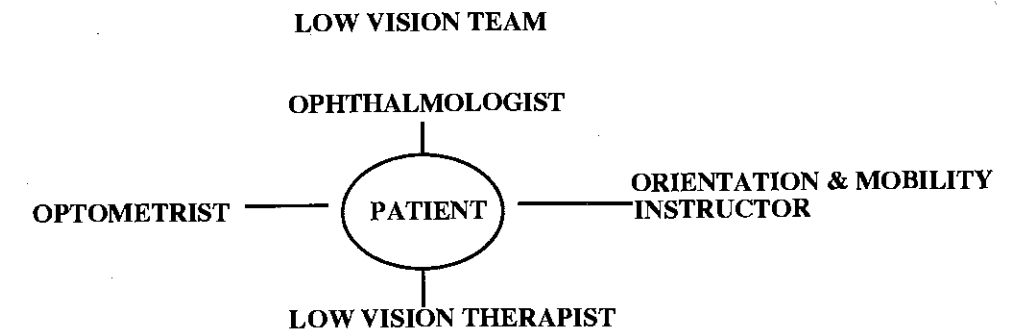 LOW VISION TEAM
OPHTHALMOLOGIST
OPTOMETRIST
PATIENT
ORIENTATION & MOBILITY
INSTRUCTOR
LOW VISION THERAPIST